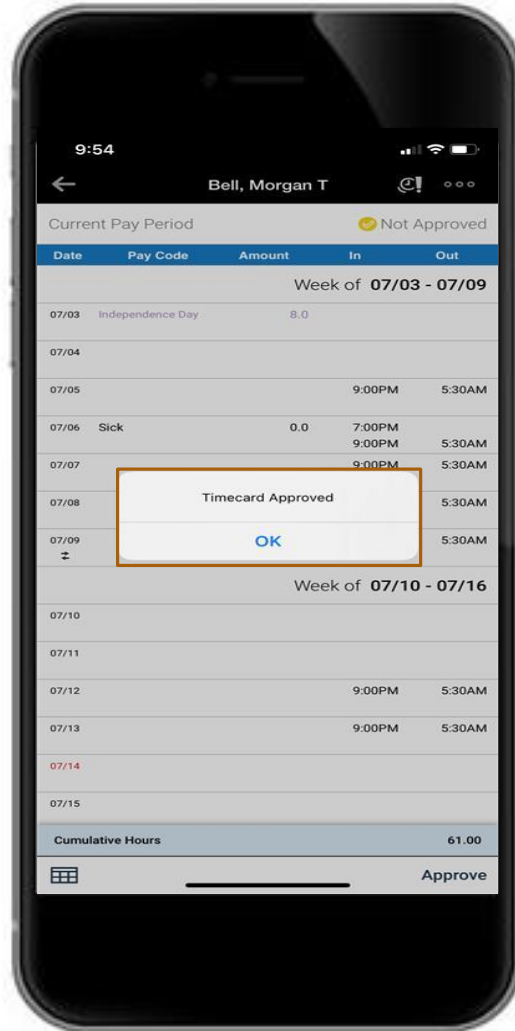 9:54
Bell, Morgan T
Current Pay Period Not Approved
Date Pay Code Amount In Out
Week of 07/03 - 07/09
07/03 Independence Day 8.0
07/04
07/05 9:00PM 5:30AM
07/06 Sick 0.0 7:00PM
9:00PM 5:30AM
07/07 9:00PM 5:30AM
07/08 5:30AM
07/09 5:30AM
Timecard Approved
OK
Week of 07/10 - 07/16
07/10
07/11
07/12 9:00PM 5:30AM
07/13 9:00PM 5:30AM
07/14
07/15
Cumulative Hours 61.00
Approve